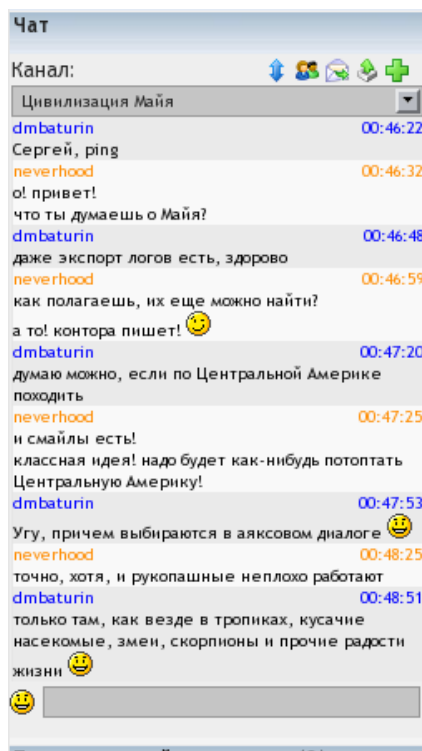 Чат
Канал:
Цивилизация Майя
dmbaturin 00:46:22
Сергей, ping
neverhood 00:46:32
о! привет!
что ты думаешь о Майя?
dmbaturin 00:46:48
даже экспорт логов есть, здорово
neverhood 00:46:59
как полагаешь, их еще можно найти?
а то! контора пишет!
dmbaturin 00:47:20
думаю можно, если по Центральной Америке
походить
neverhood 00:47:25
и смайлы есть!
классная идея! надо будет как-нибудь потоптать
Центральную Америку!
dmbaturin 00:47:53
Угу, причем выбираются в аяксовом диалоге
neverhood 00:48:25
точно, хотя, и рукопашные неплохо работают
dmbaturin 00:48:51
только там, как везде в тропиках, кусачие
насекомые, змеи, скорпионы и прочие радости
жизни